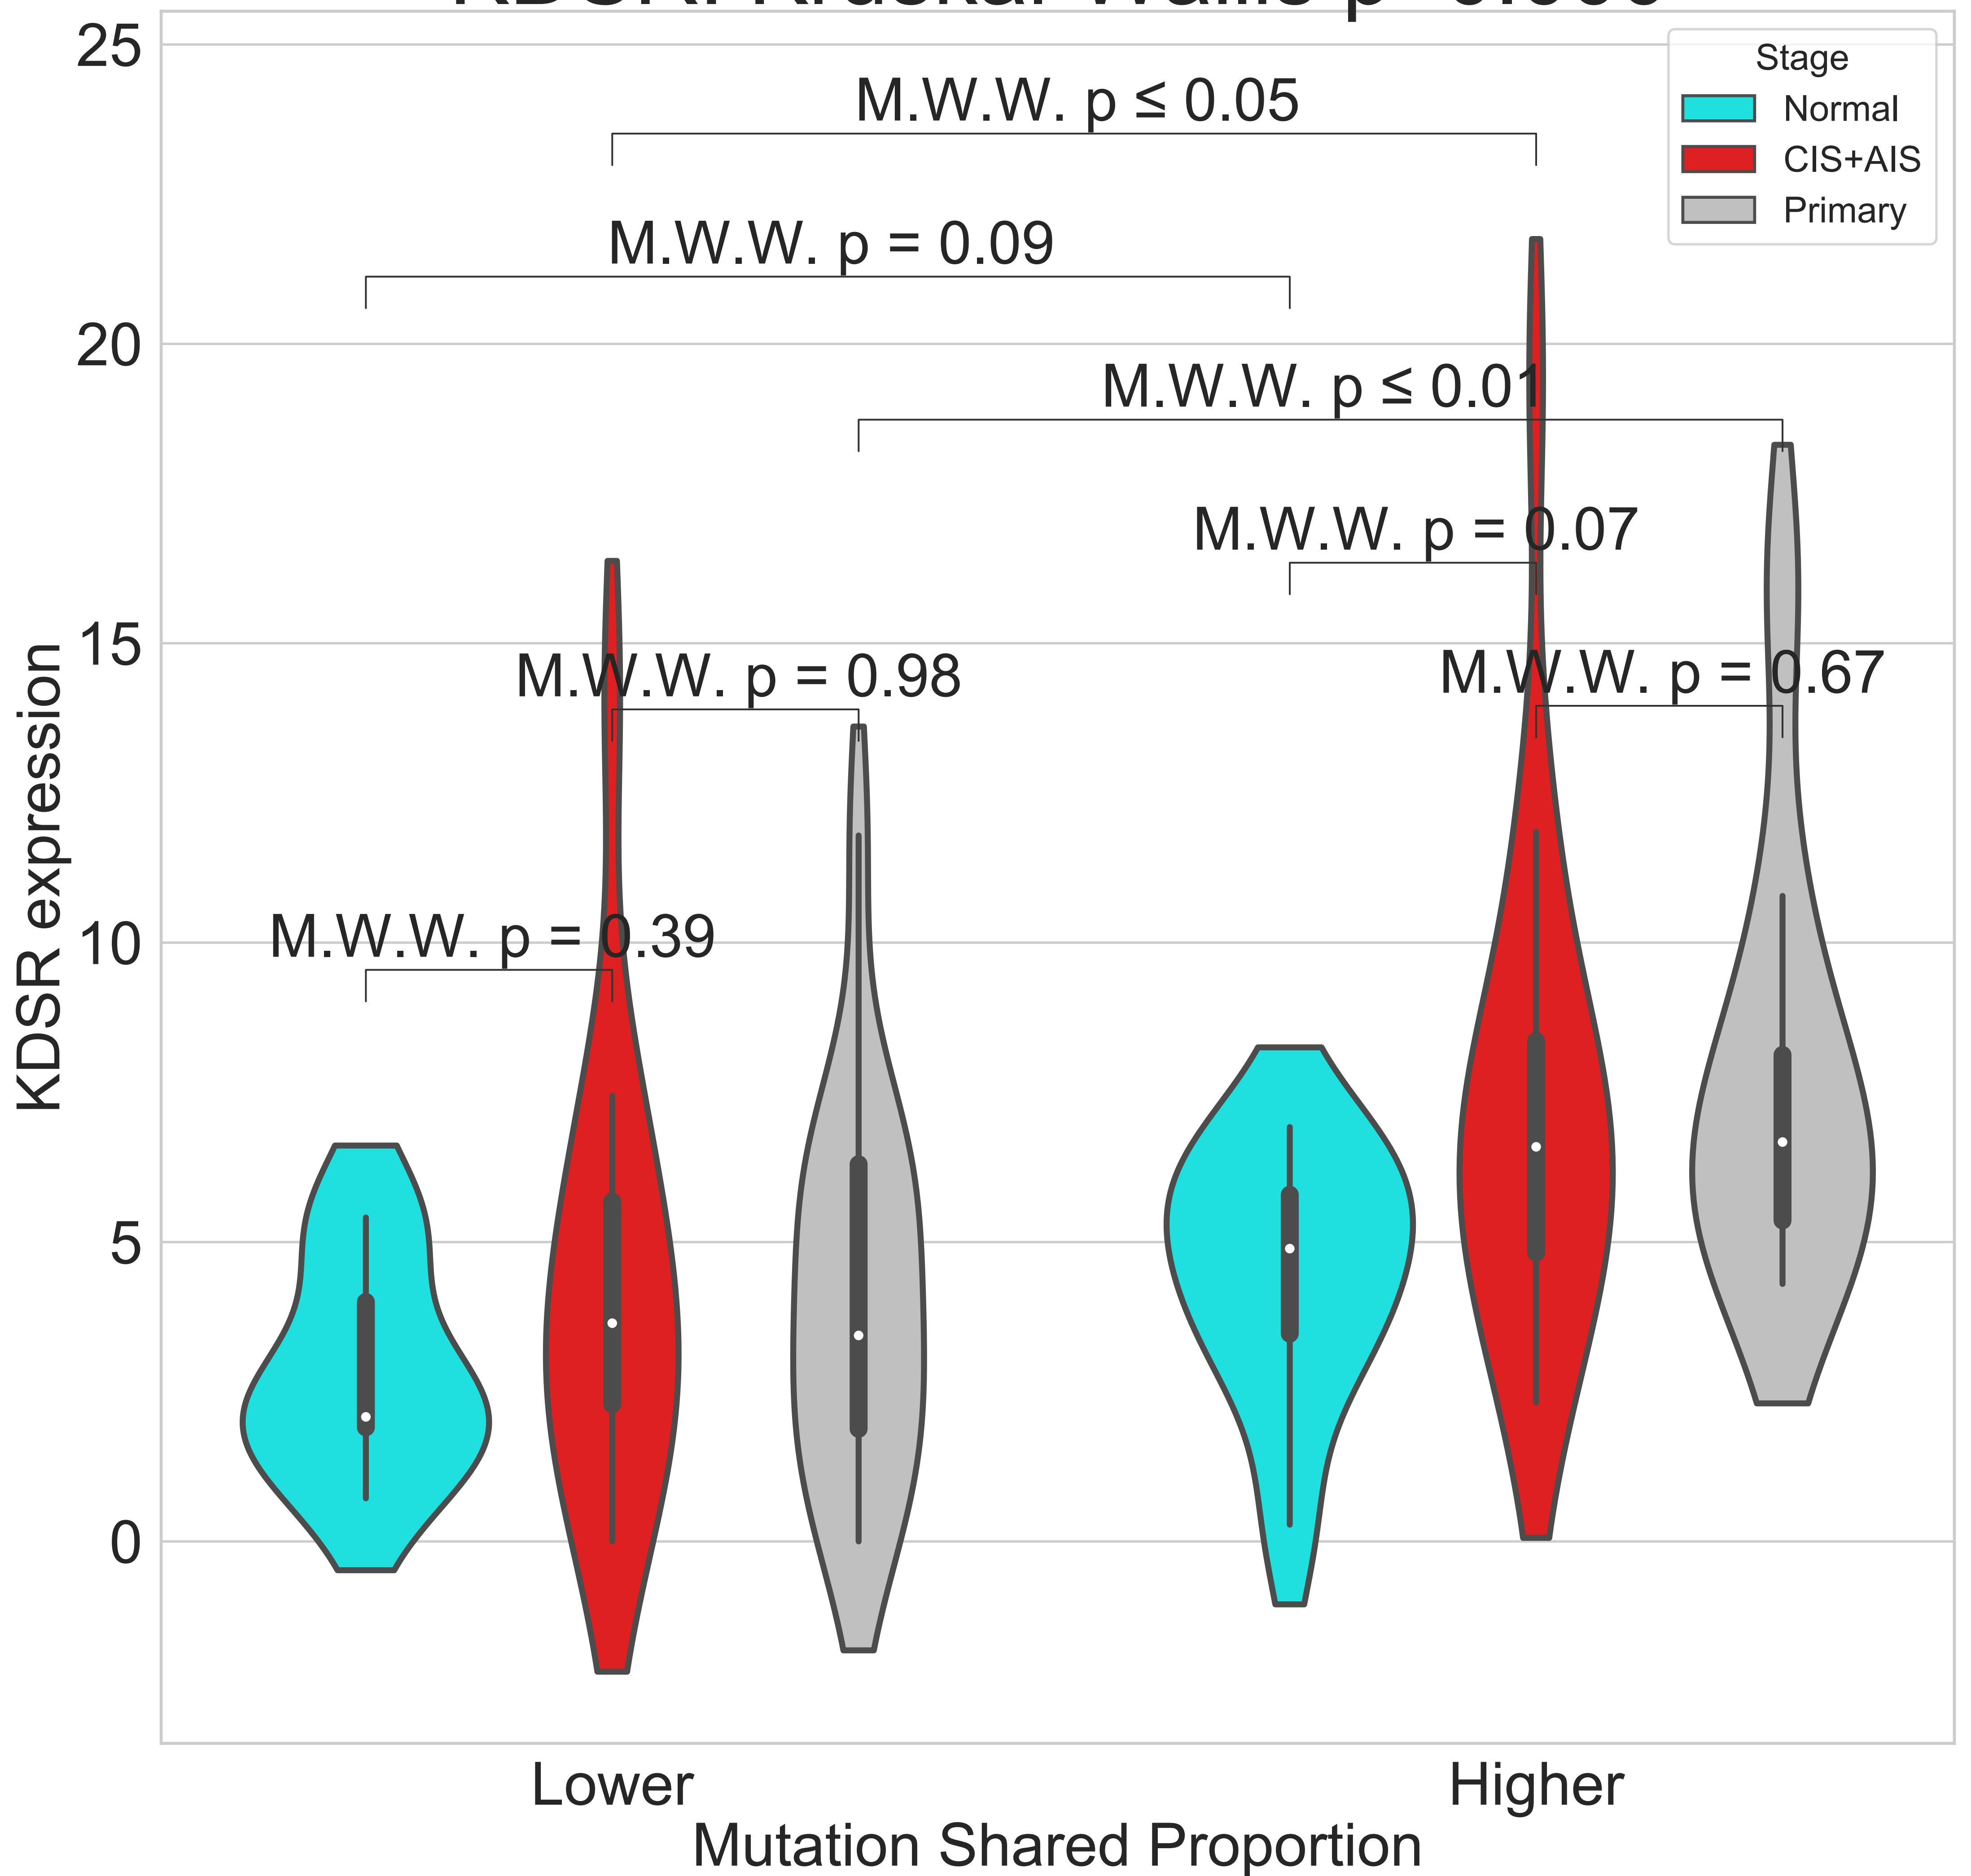 25
Stage
Normal
CIS+AIS
Primary
M.W.W. p ≤ 0.05
M.W.W. p = 0.09
20
M.W.W. p ≤ 0.01
M.W.W. p = 0.07
15
M.W.W. p = 0.98
M.W.W. p = 0.67
10
M.W.W. p = 0.39
KDSR expression
5
0
Lower
Higher
Mutation Shared Proportion